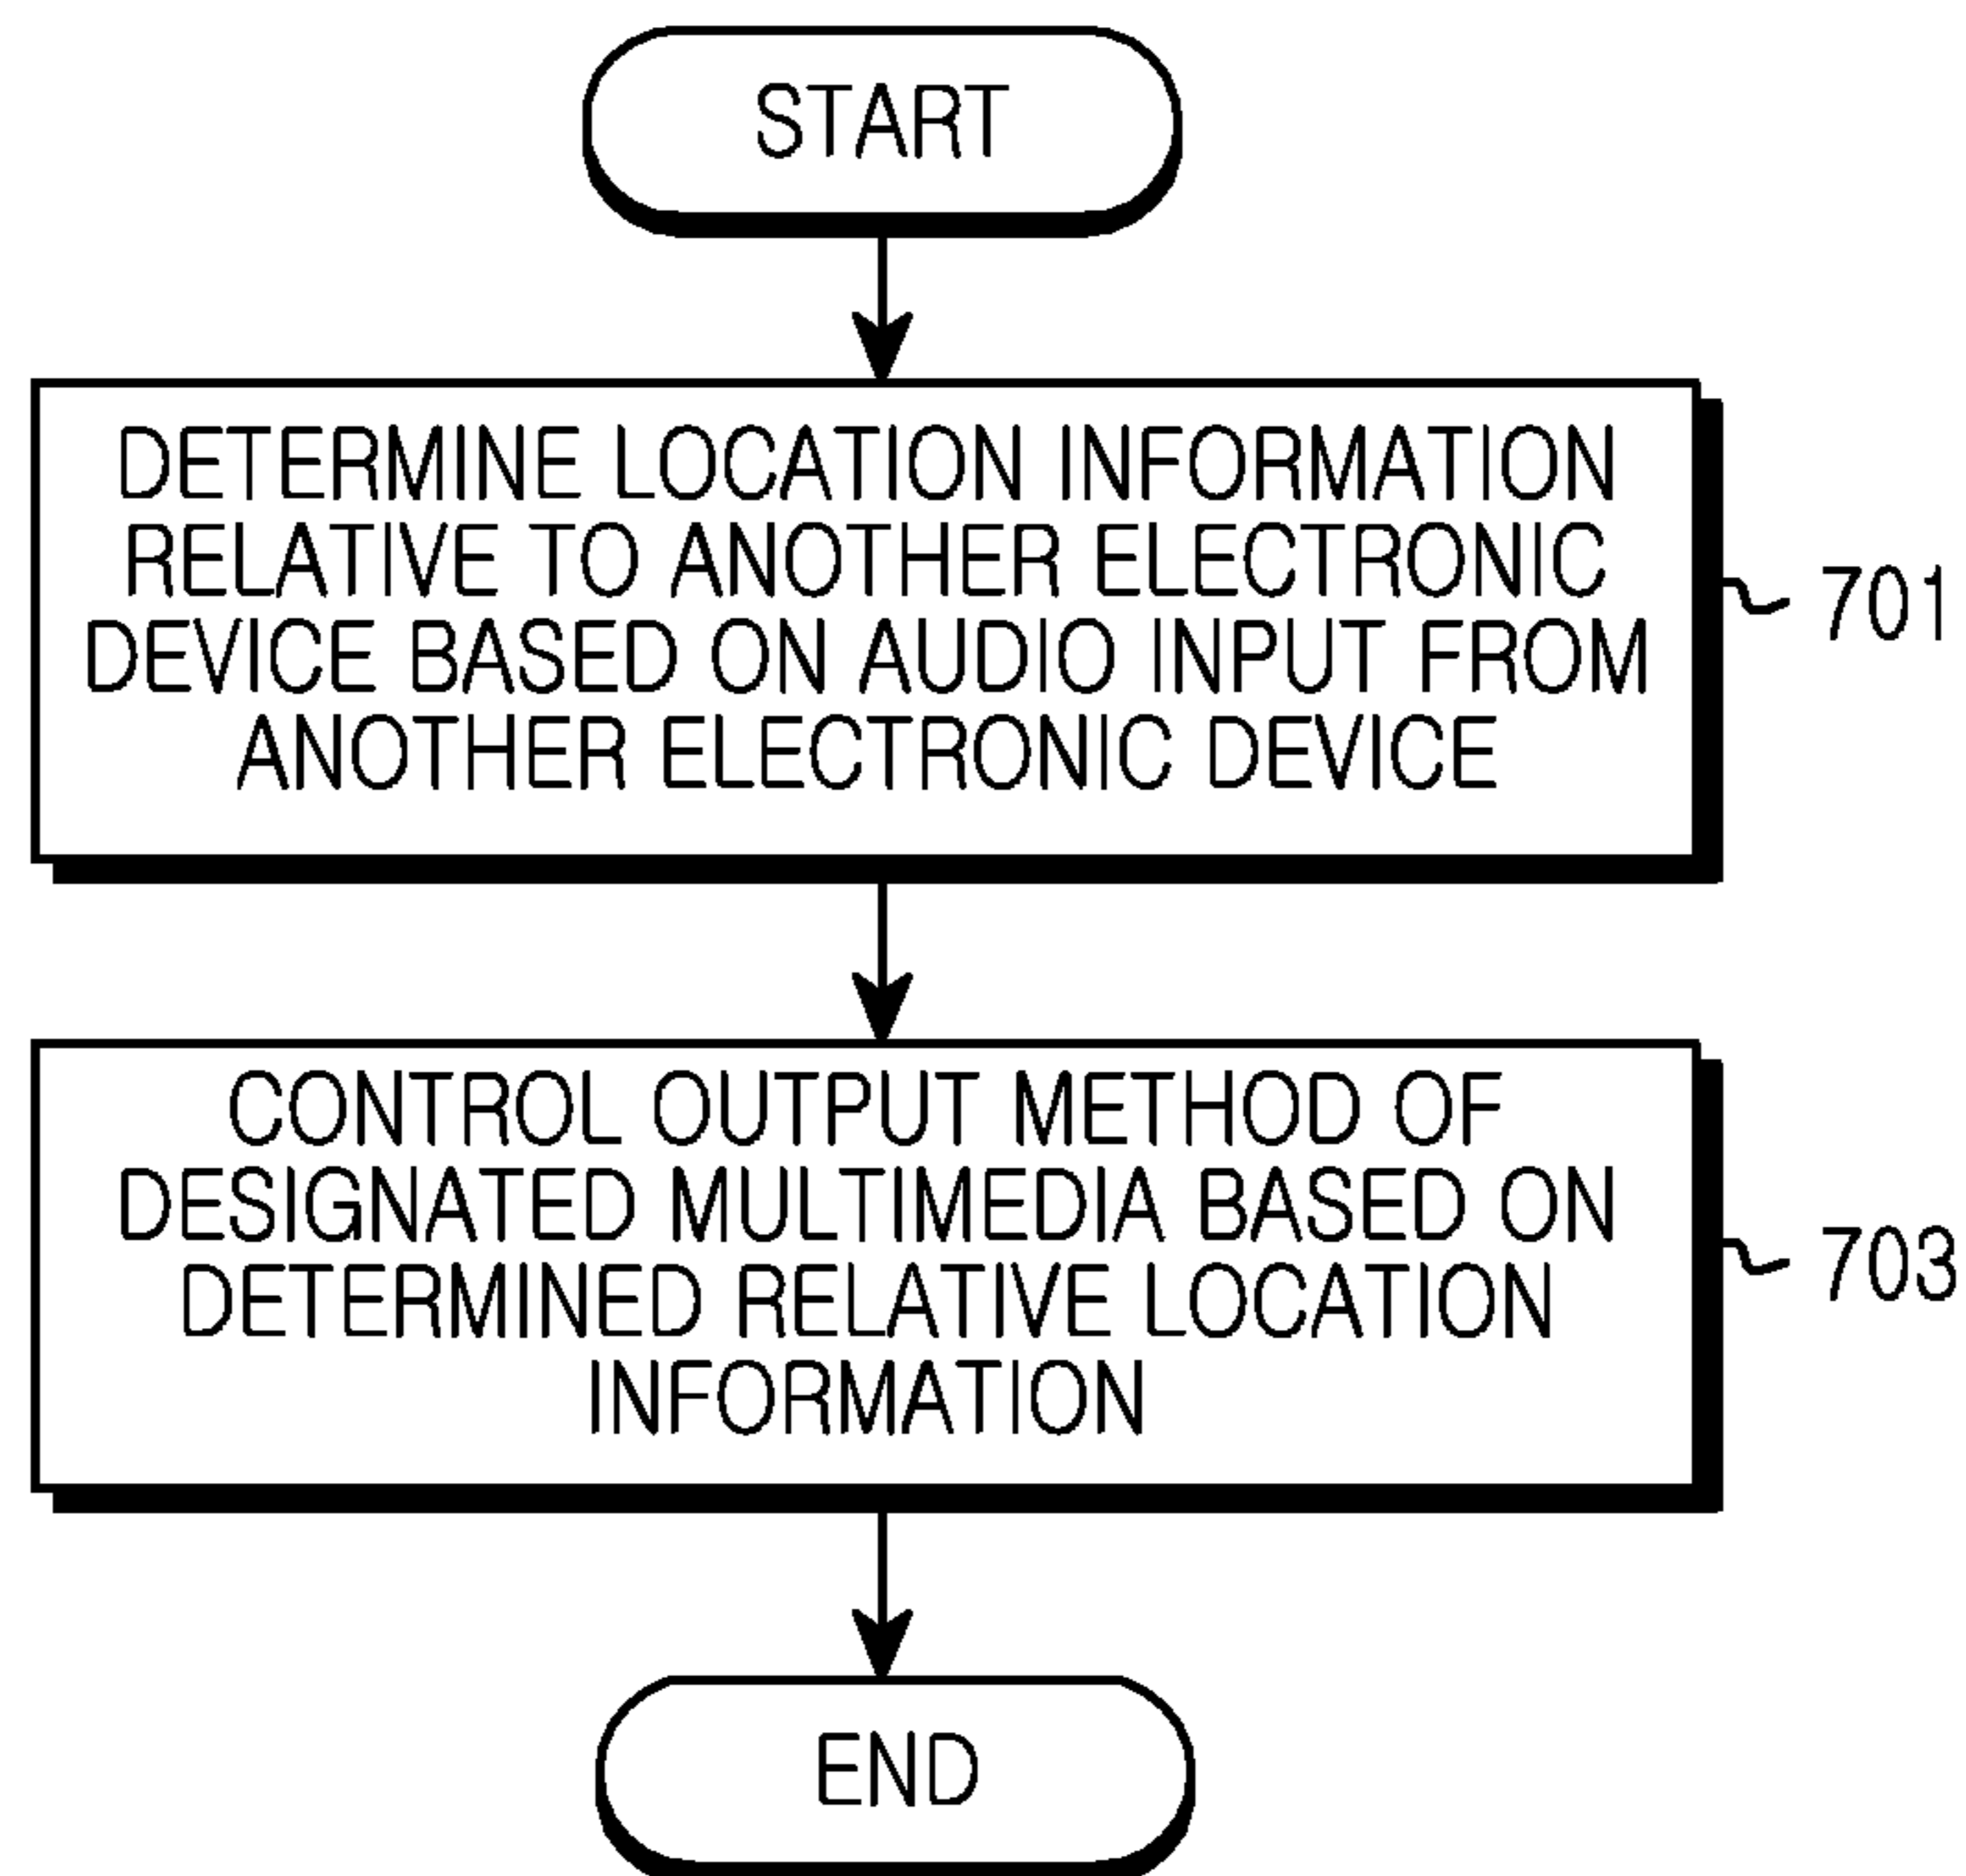 START
DETERMINE LOCATION INFORMATION
RELATIVE TO ANOTHER ELECTRONIC
DEVICE BASED ON AUDIO INPUT FROM
ANOTHER ELECTRONIC DEVICE
701
CONTROL OUTPUT METHOD OF
DESIGNATED MULTIMEDIA BASED ON
DETERMINED RELATIVE LOCATION
INFORMATION
703
END